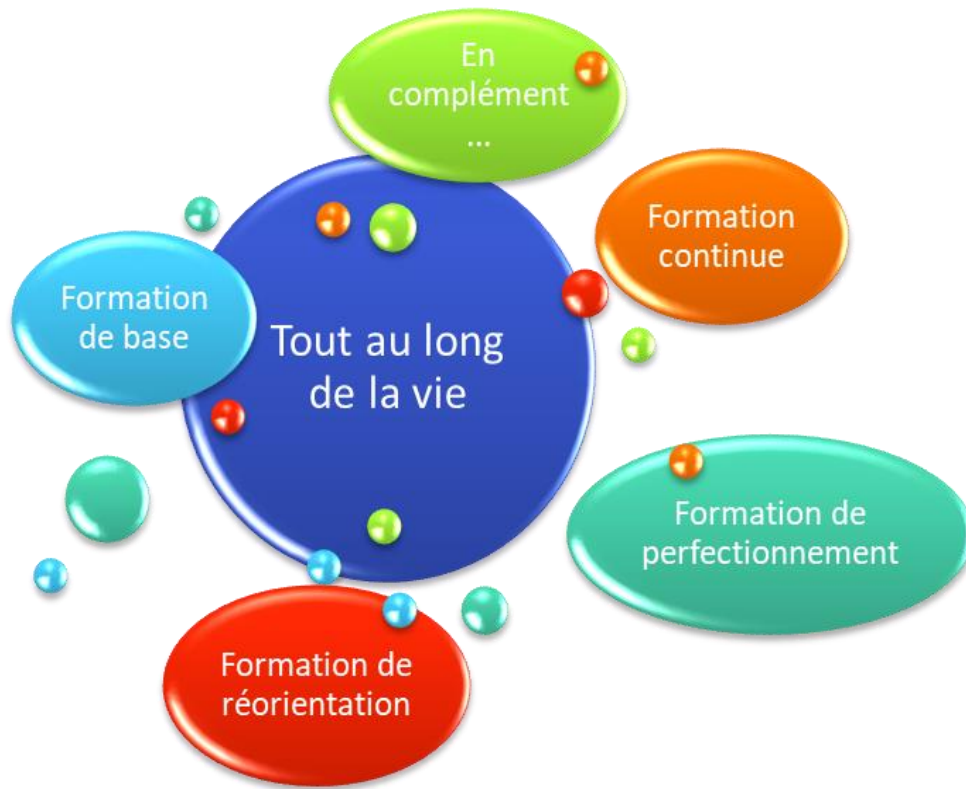 En
complément
...
Formation
continue
Formation
de base
Tout au long
de la vie
Formation de
perfectionnement
Formation de
réorientation